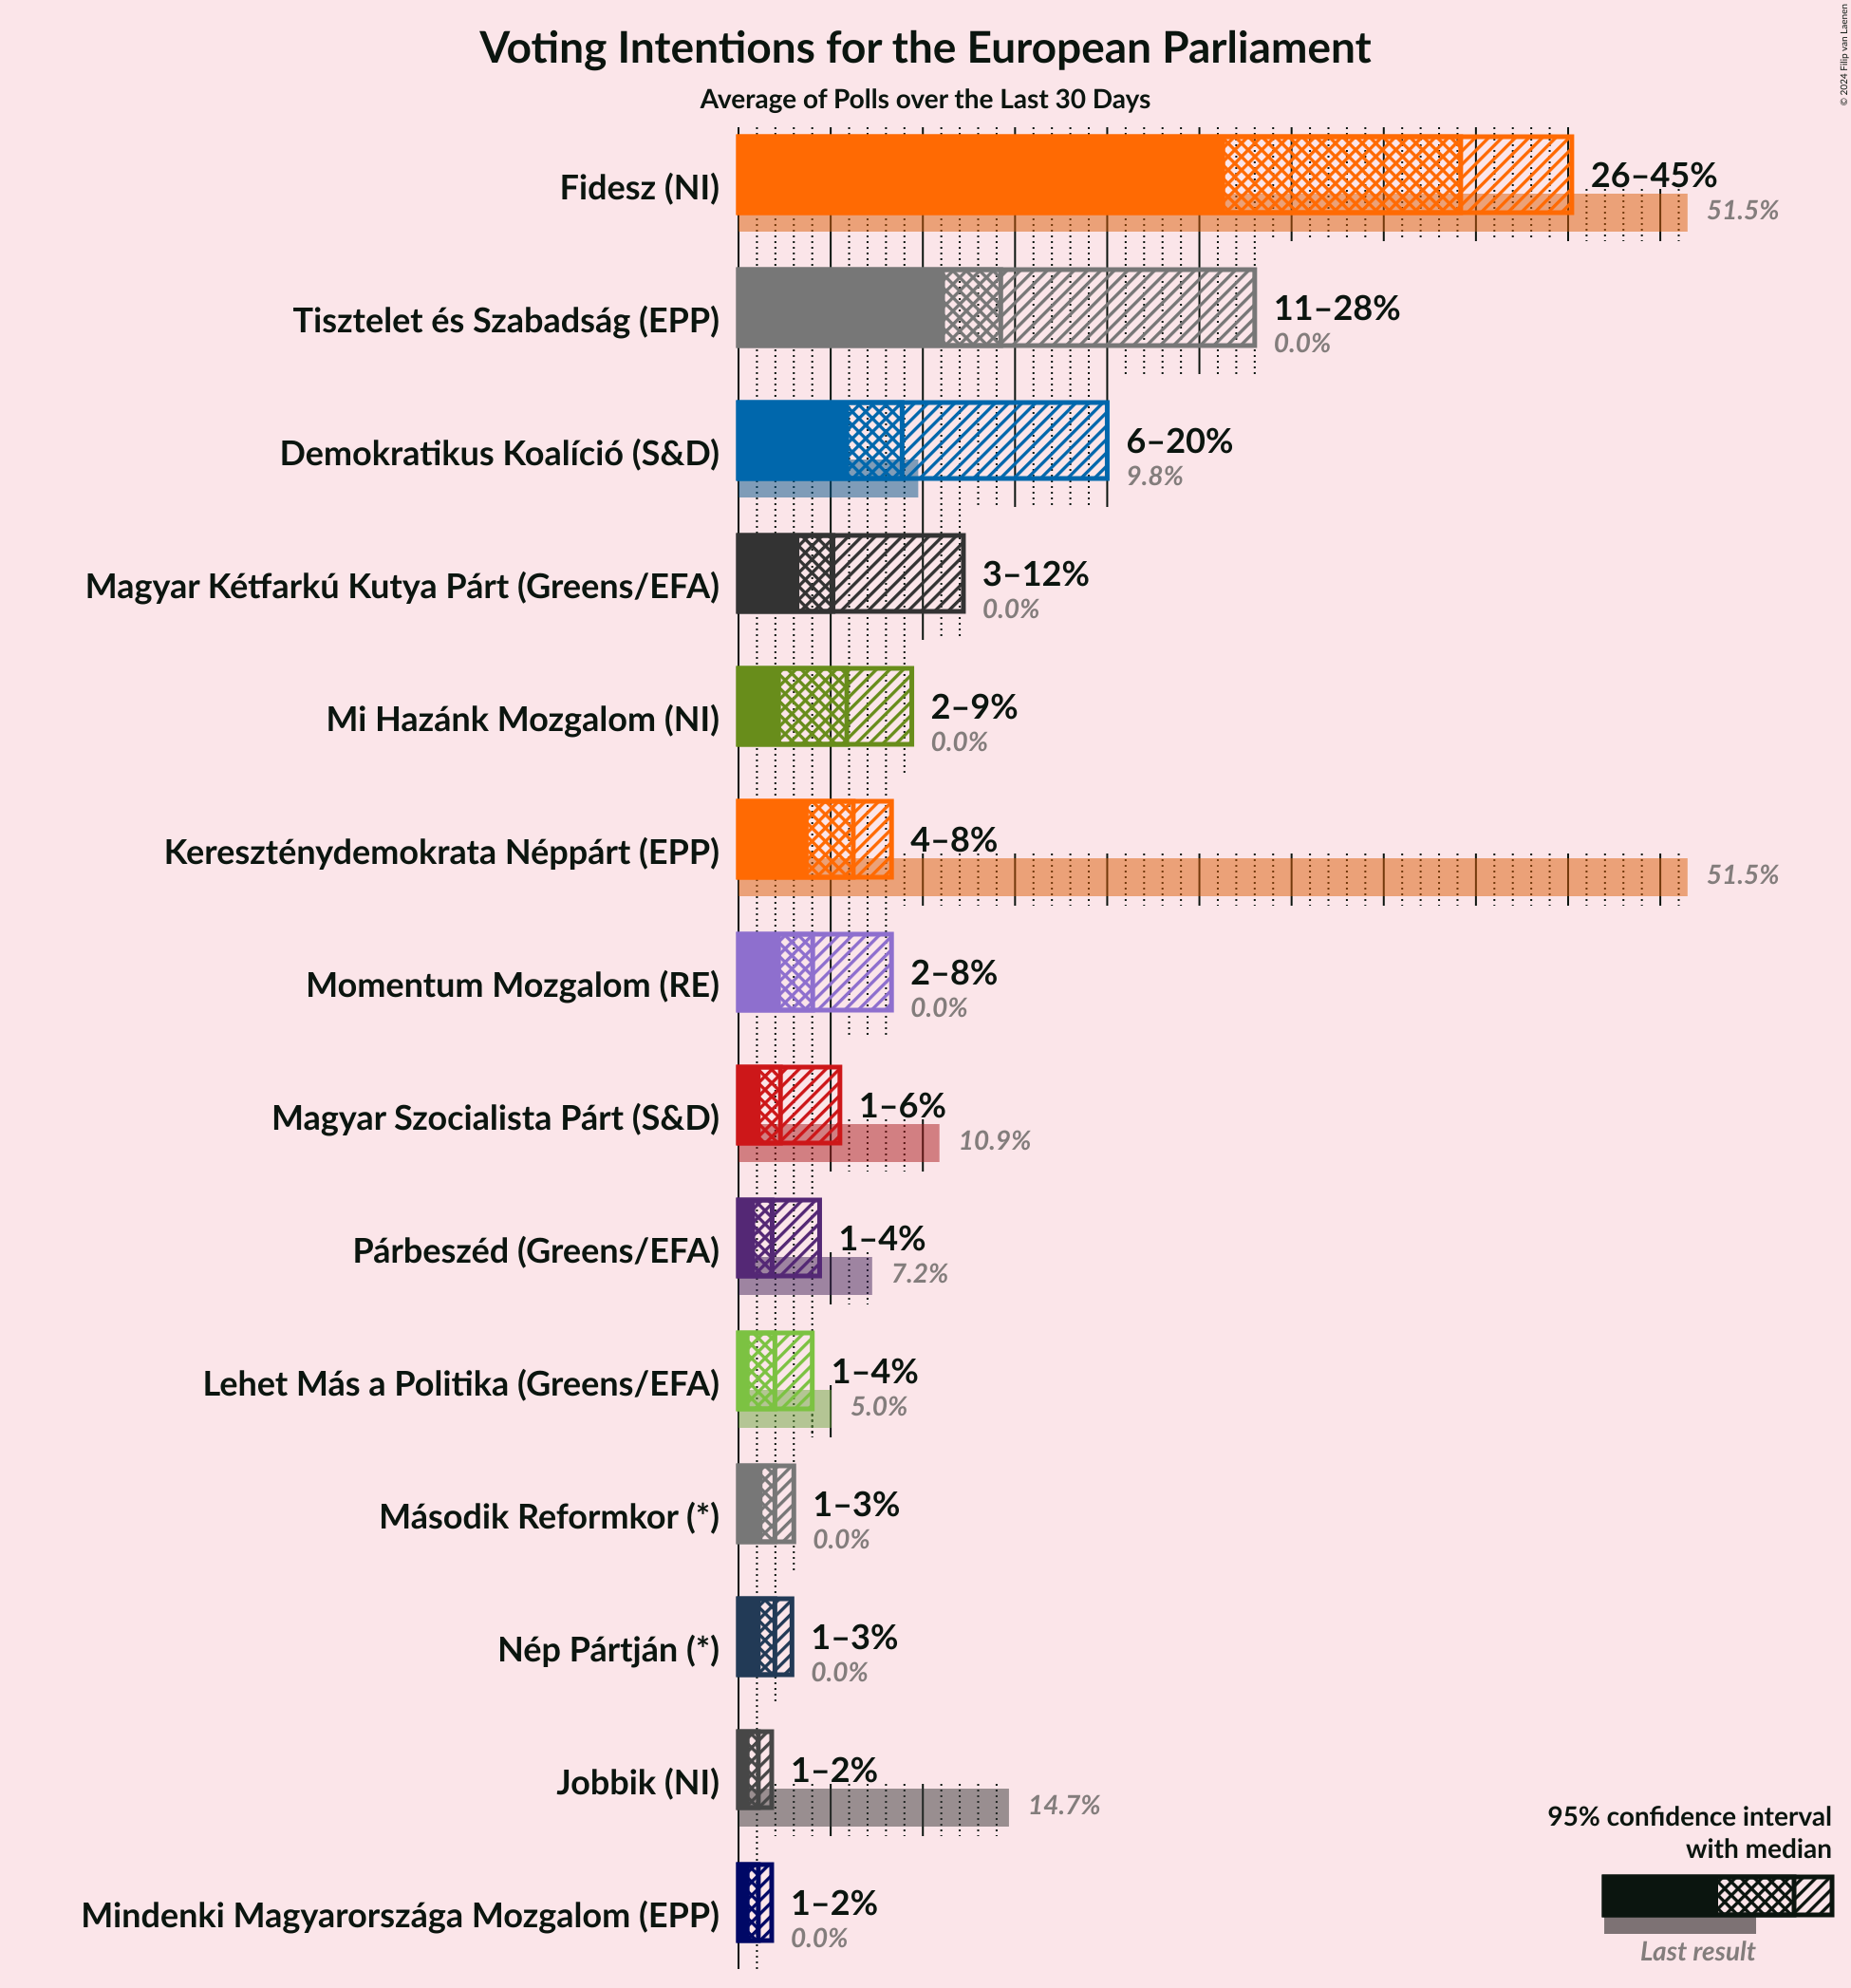 Voting Intentions for the European Parliament
Average of Polls over the Last 30 Days
© 2024 Filip van Laenen
Fidesz (NI)
26–45%
51.5%
Tisztelet és Szabadság (EPP)
11–28%
0.0%
Demokratikus Koalíció (S&D)
6–20%
9.8%
Magyar Kétfarkú Kutya Párt (Greens/EFA)
3–12%
0.0%
Mi Hazánk Mozgalom (NI)
2–9%
0.0%
Kereszténydemokrata Néppárt (EPP)
4–8%
51.5%
Momentum Mozgalom (RE)
2–8%
0.0%
Magyar Szocialista Párt (S&D)
1–6%
10.9%
Párbeszéd (Greens/EFA)
1–4%
7.2%
Lehet Más a Politika (Greens/EFA)
1–4%
5.0%
Második Reformkor (*)
1–3%
0.0%
Nép Pártján (*)
1–3%
0.0%
Jobbik (NI)
1–2%
14.7%
Mindenki Magyarországa Mozgalom (EPP)
1–2%
0.0%
95% confidence interval
with median
Last result